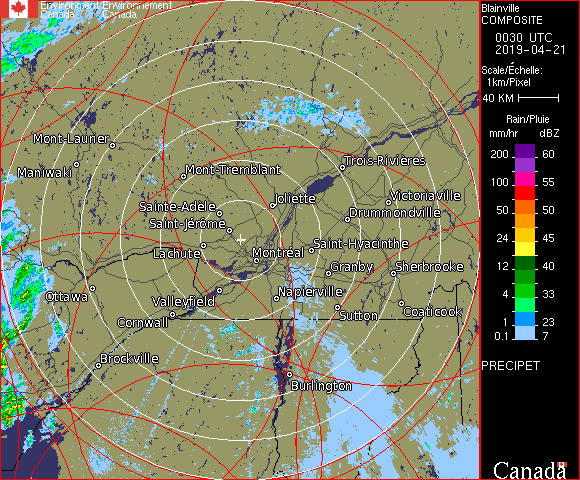 Environment Environnement
Canada Canada
Blainville
COMPOSITE
0030 UTC
2019-04-21
Scale/Échelle:
1km/Pixel
40 KM
Rain/Pluie
mm/hr dBZ
200 60
100 55
50 50
24 45
12 40
4 33
1 23
0.1 7
PRECIPET
Mont-Laurier
Maniwaki
Mont-Tremblant
Trois-Rivières
Joliette
Victoriaville
Sainte-Adèle
Drummondville
Saint-Jérôme
Saint-Hyacinthe
Lachute
Montréal
Granby
Sherbrooke
Ottawa
Valleyfield
Napierville
Cornwall
Sutton
Coaticook
Brockville
Burlington
Canada